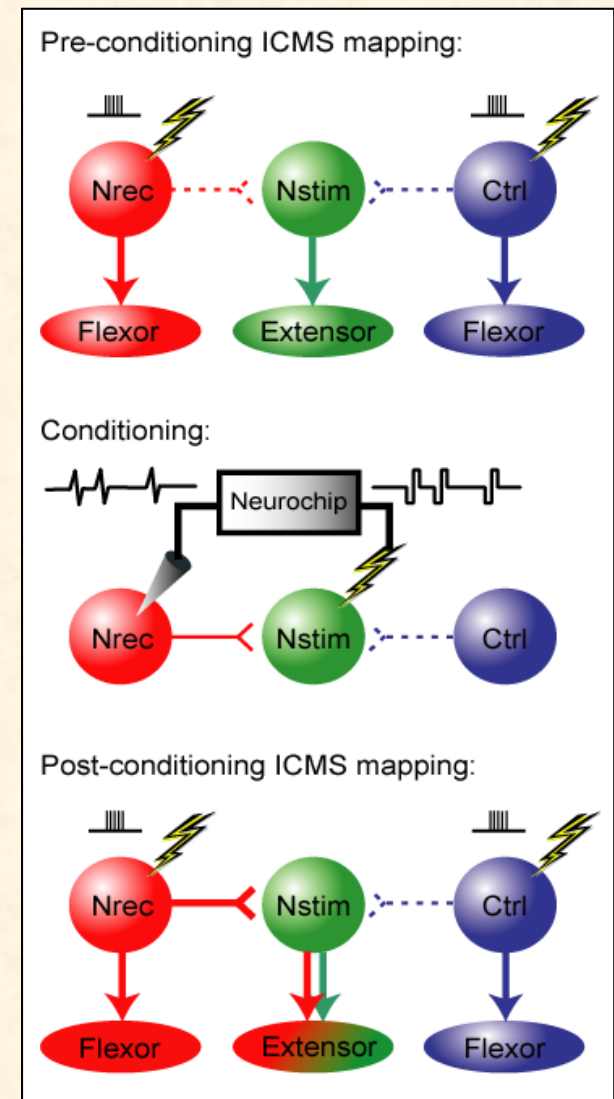 Pre-conditioning ICMS mapping:
Nrec Nstim Ctrl
Flexor Extensor Flexor
Conditioning:
Neurochip
Nrec Nstim Ctrl
Post-conditioning ICMS mapping:
Nrec Nstim Ctrl
Flexor Extensor Flexor